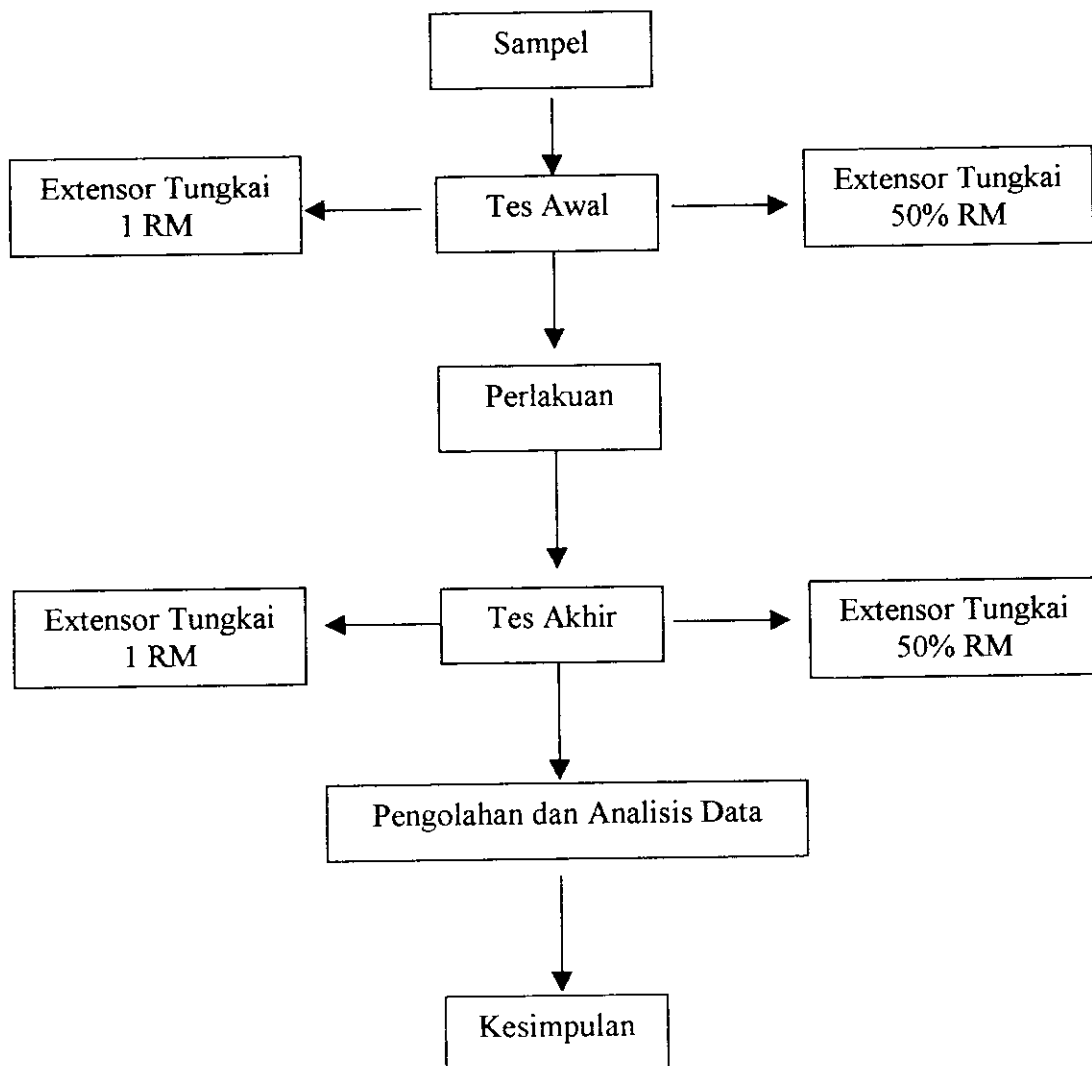 Sampel
Extensor Tungkai
1 RM
Tes Awal
Extensor Tungkai
50% RM
Perlakuan
Extensor Tungkai
1 RM
Tes Akhir
Extensor Tungkai
50% RM
Pengolahan dan Analisis Data
Kesimpulan